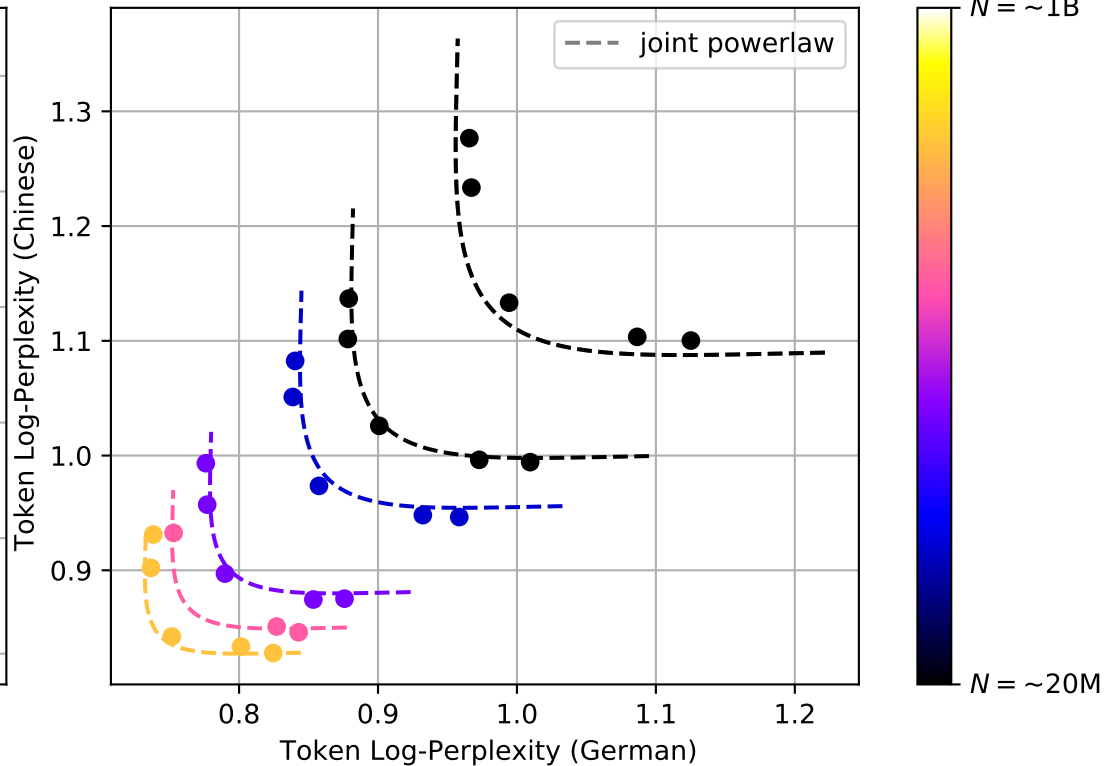 N = ~1B
joint powerlaw
Token Log-Perplexity (Chinese)
1.3
1.2
1.1
1.0
0.9
0.8
0.9
1.0
1.1
1.2
Token Log-Perplexity (German)
N = ~20M